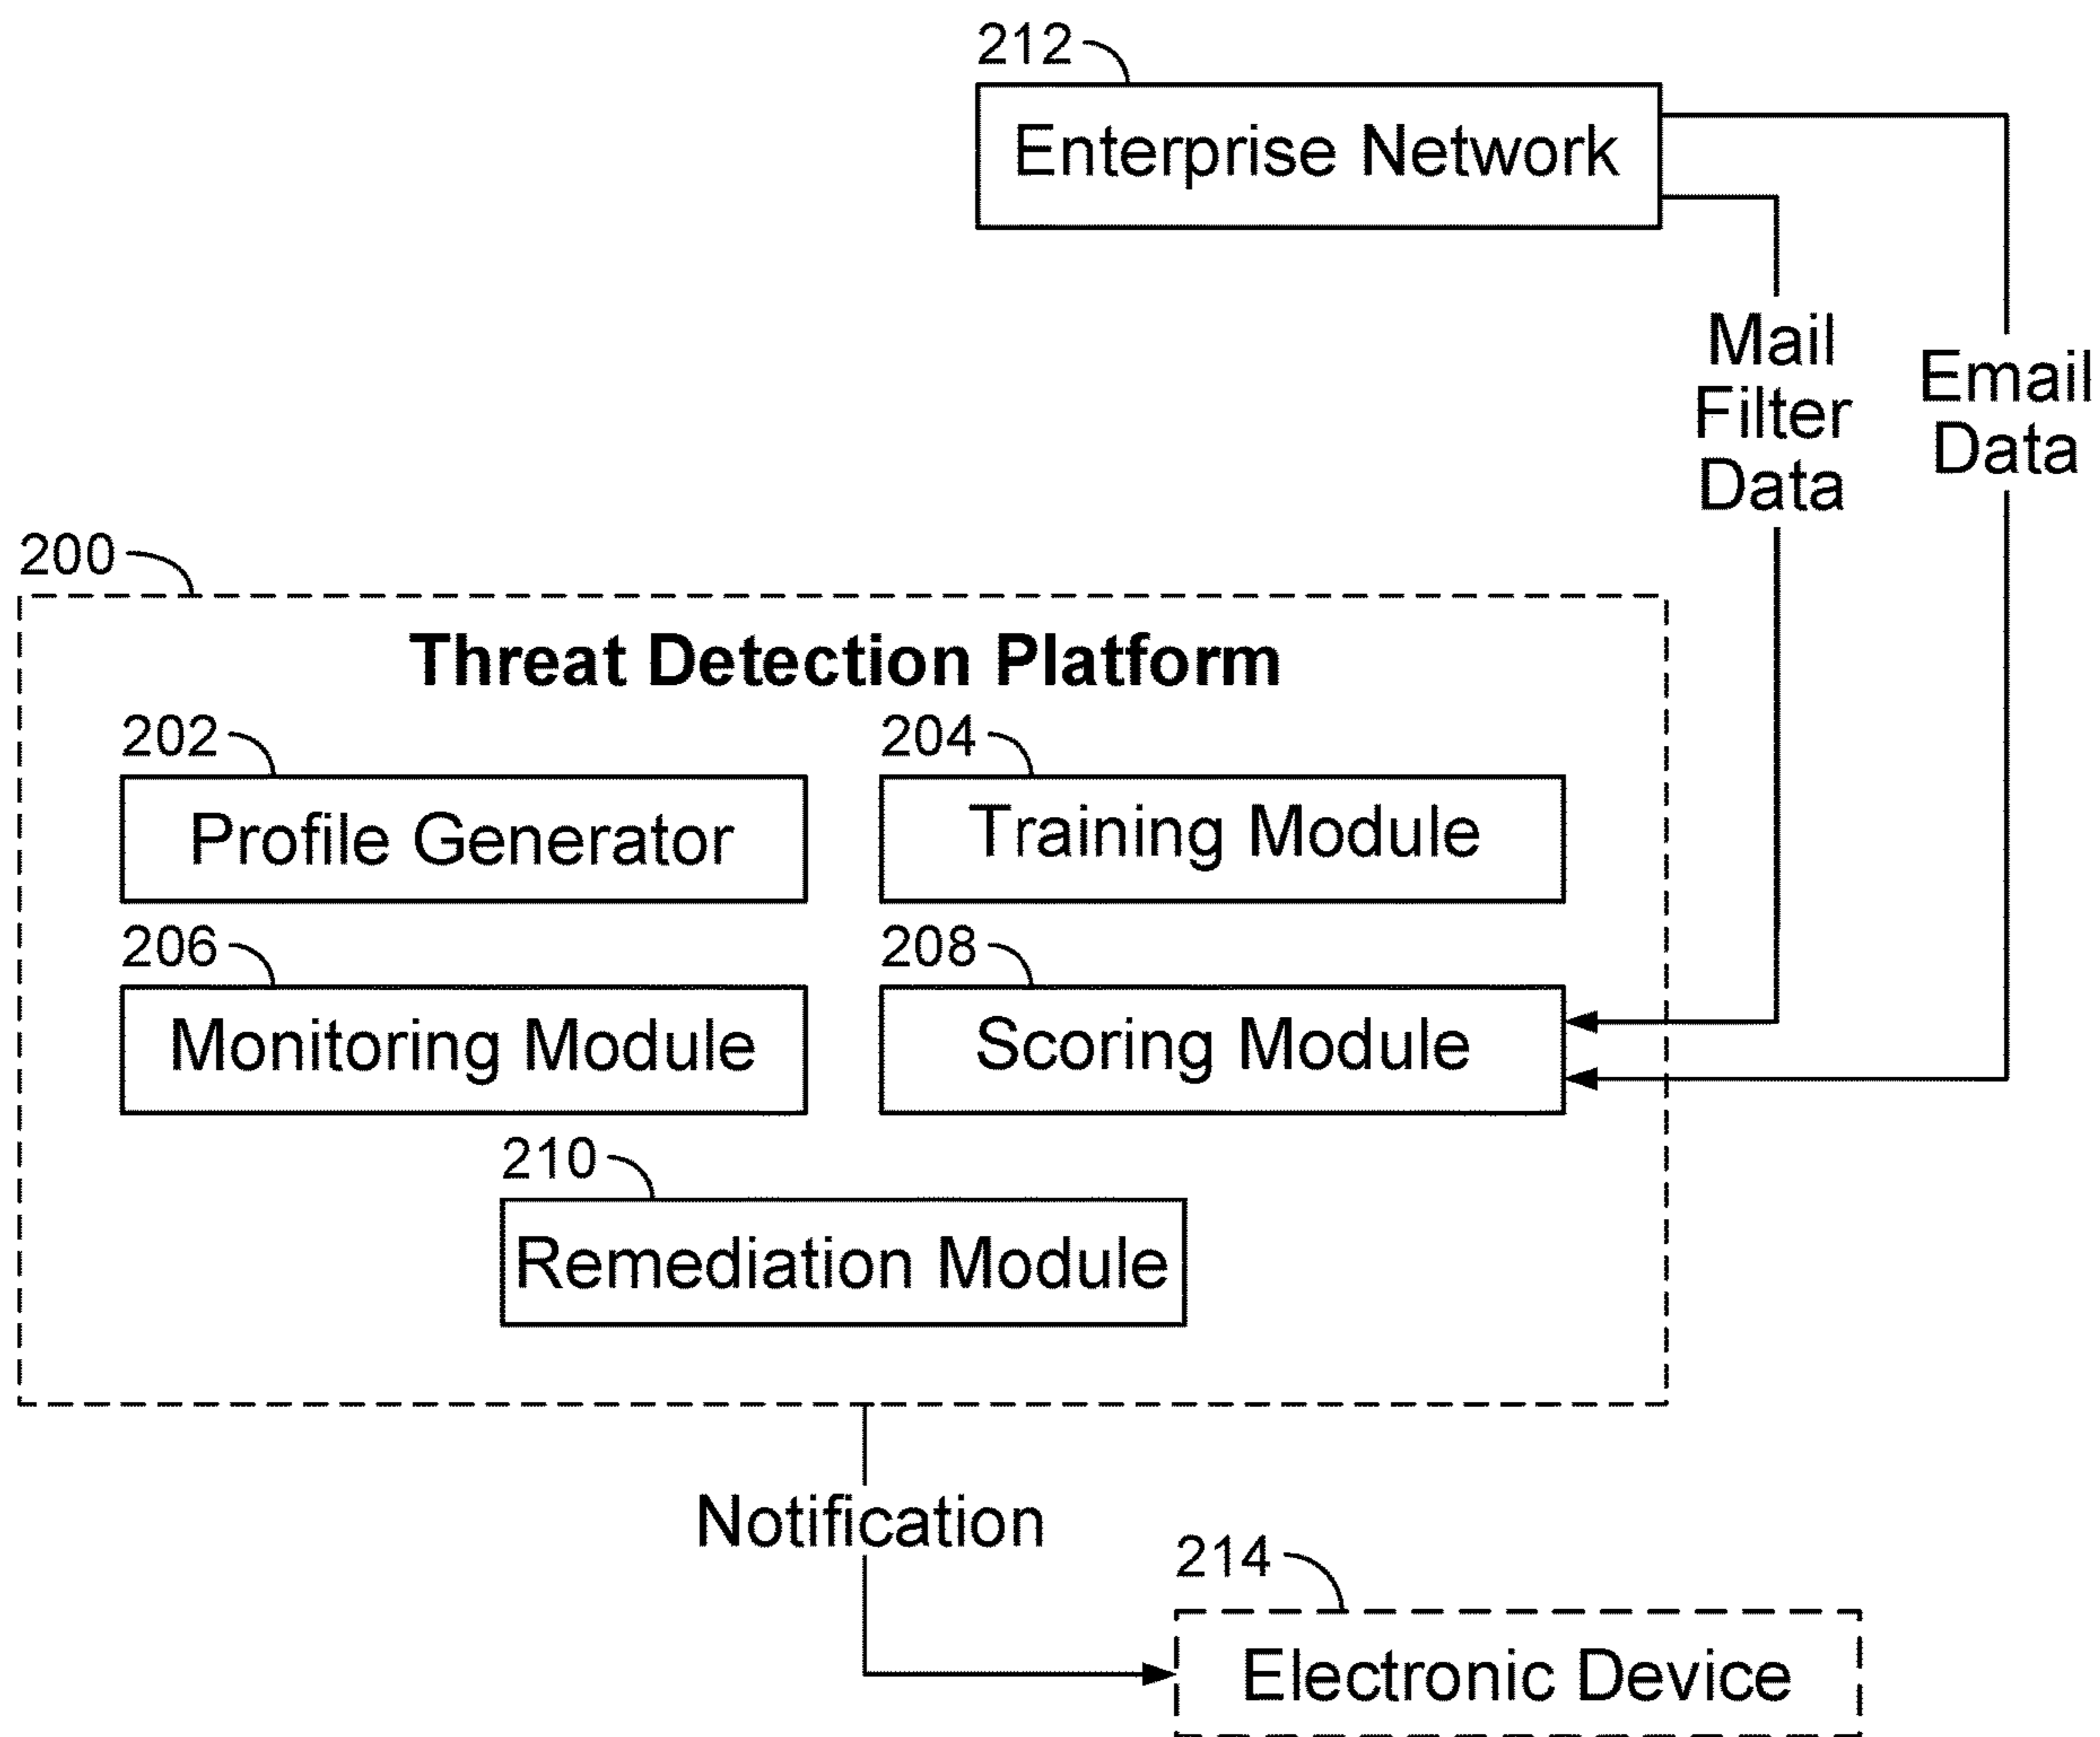 212
Enterprise Network
Mail
Filter
Data
Email
Data
200
Threat Detection Platform
202
Profile Generator
204
Training Module
206
Monitoring Module
208
Scoring Module
210
Remediation Module
Notification
214
Electronic Device